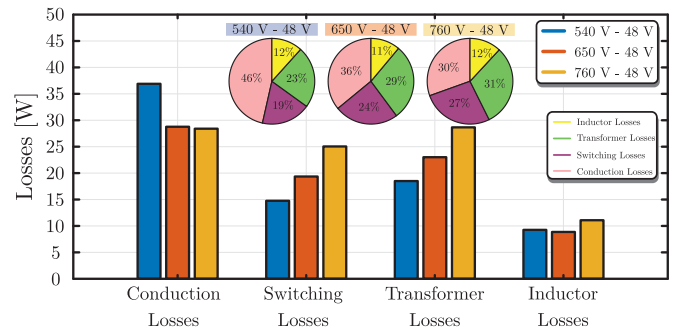 540 V - 48 V 650 V - 48 V 760 V - 48 V
12% 23% 19% 46%
11% 29% 24% 36%
12% 31% 27% 30%
540 V - 48 V
650 V - 48 V
760 V - 48 V
Inductor Losses
Transformer Losses
Switching Losses
Conduction Losses
Losses [W]
50
45
40
35
30
25
20
15
10
5
0
Conduction Losses
Switching Losses
Transformer Losses
Inductor Losses